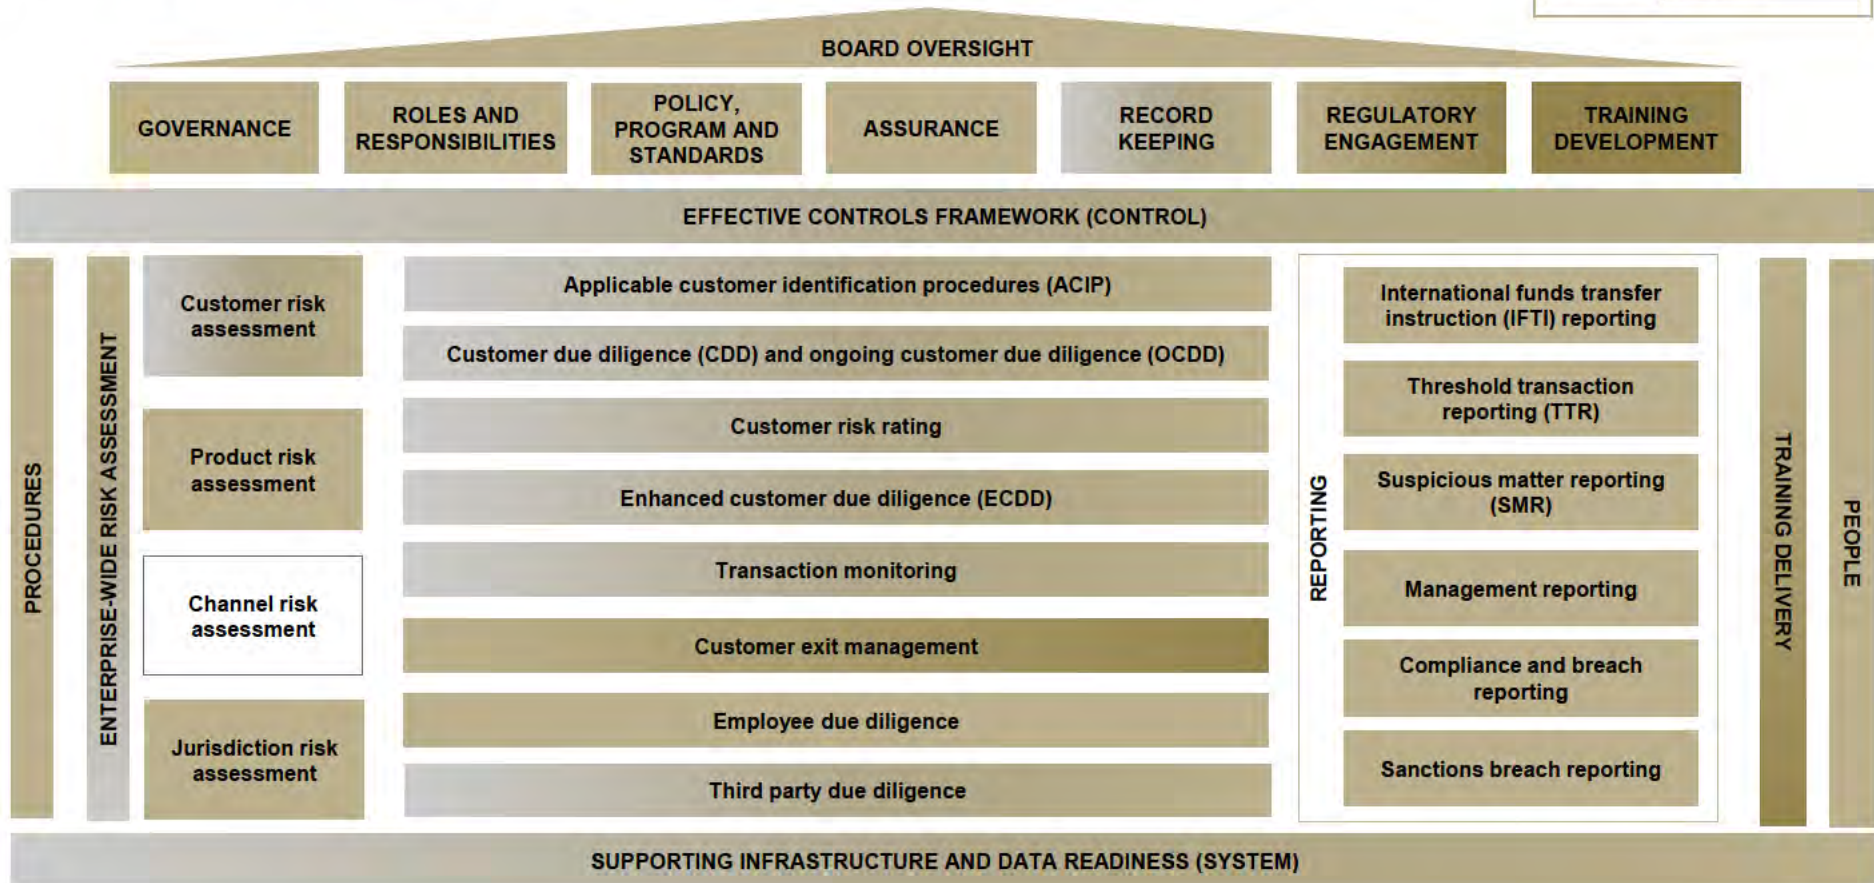 BOARD OVERSIGHT
GOVERNANCE
ROLES AND
RESPONSIBILITIES
POLICY,
PROGRAM AND
STANDARDS
ASSURANCE
RECORD
KEEPING
REGULATORY
ENGAGEMENT
TRAINING
DEVELOPMENT
EFFECTIVE CONTROLS FRAMEWORK (CONTROL)
PROCEDURES
ENTERPRISE-WIDE RISK ASSESSMENT
Customer risk
assessment
Product risk
assessment
Channel risk
assessment
Jurisdiction risk
assessment
Applicable customer identification procedures (ACIP)
Customer due diligence (CDD) and ongoing customer due diligence (OCDD)
Customer risk rating
Enhanced customer due diligence (ECDD)
Transaction monitoring
Customer exit management
Employee due diligence
Third party due diligence
REPORTING
International funds transfer
instruction (IFTI) reporting
Threshold transaction
reporting (TTR)
Suspicious matter reporting
(SMR)
Management reporting
Compliance and breach
reporting
Sanctions breach reporting
TRAINING DELIVERY
PEOPLE
SUPPORTING INFRASTRUCTURE AND DATA READINESS (SYSTEM)